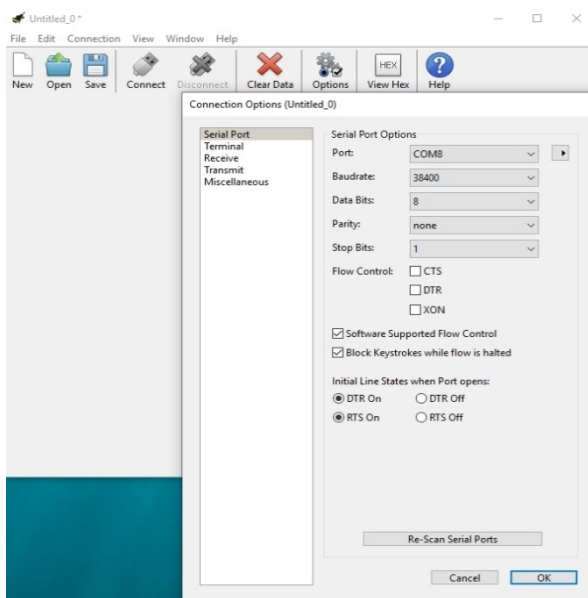 Untitled_0 *
File Edit Connection View Window Help
HEX
?
New Open Save Connect Disconnect Clear Data Options View Hex Help
Connection Options (Untitled_0)
Serial Port
Terminal
Receive
Transmit
Miscellaneous
Serial Port Options
Port: COM8
Baudrate: 38400
Data Bits: 8
Parity: none
Stop Bits: 1
Flow Control: CTS
DTR
XON
Software Supported Flow Control
Block Keystrokes while flow is halted
Initial Line States when Port opens:
DTR On DTR Off
RTS On RTS Off
Re-Scan Serial Ports
Cancel OK